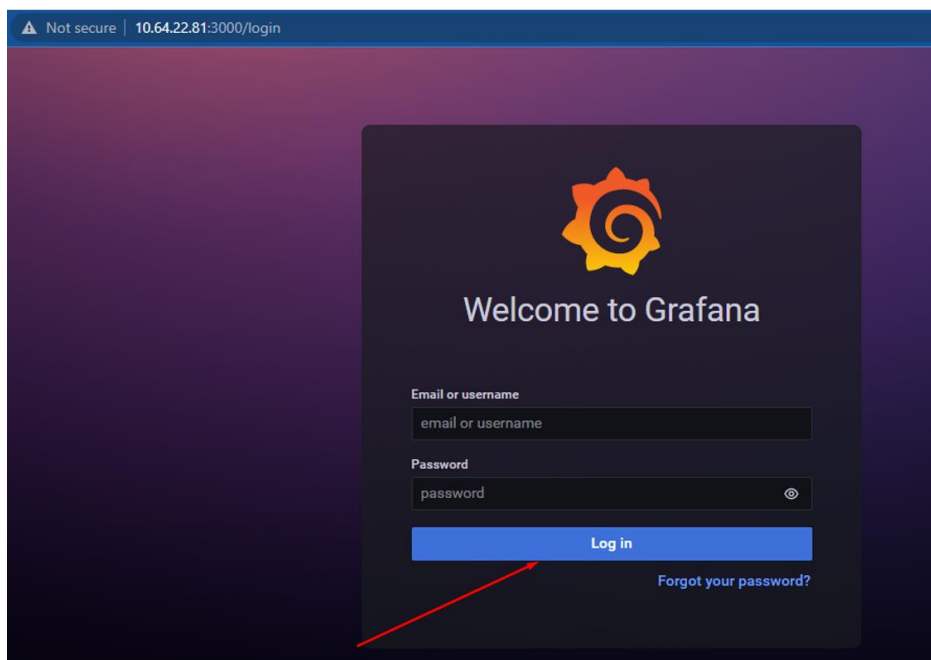 Not secure | 10.64.22.81:3000/login
Welcome to Grafana
Email or username
email or username
Password
password
Log in
Forgot your password?